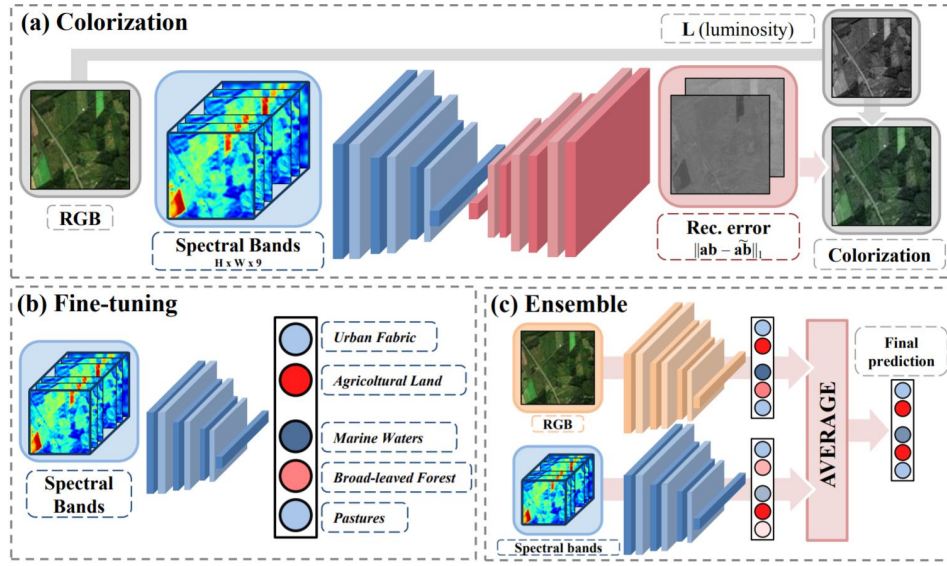 (a) Colorization
L (luminosity)
RGB
Spectral Bands
H x W x 9
Rec. error
‖ab − a͠b‖₁
Colorization
(b) Fine-tuning
Urban Fabric
Agricoltural Land
Marine Waters
Broad-leaved Forest
Pastures
Spectral
Bands
(c) Ensemble
RGB
Spectral bands
AVERAGE
Final
prediction